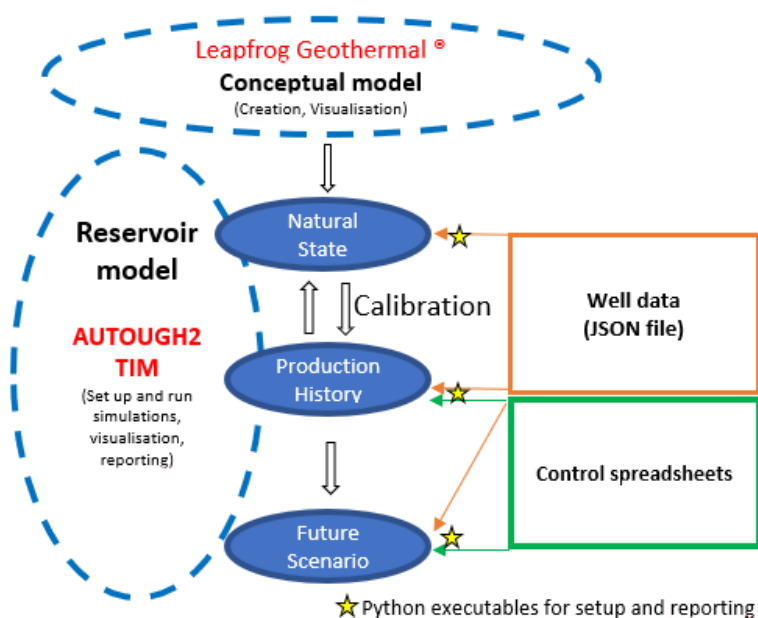 Leapfrog Geothermal ®
Conceptual model
(Creation, Visualisation)
Reservoir
model
AUTOUGH2
TIM
(Set up and run
simulations,
visualisation,
reporting)
Natural
State
Calibration
Production
History
Future
Scenario
Well data
(JSON file)
Control spreadsheets
Python executables for setup and reporting